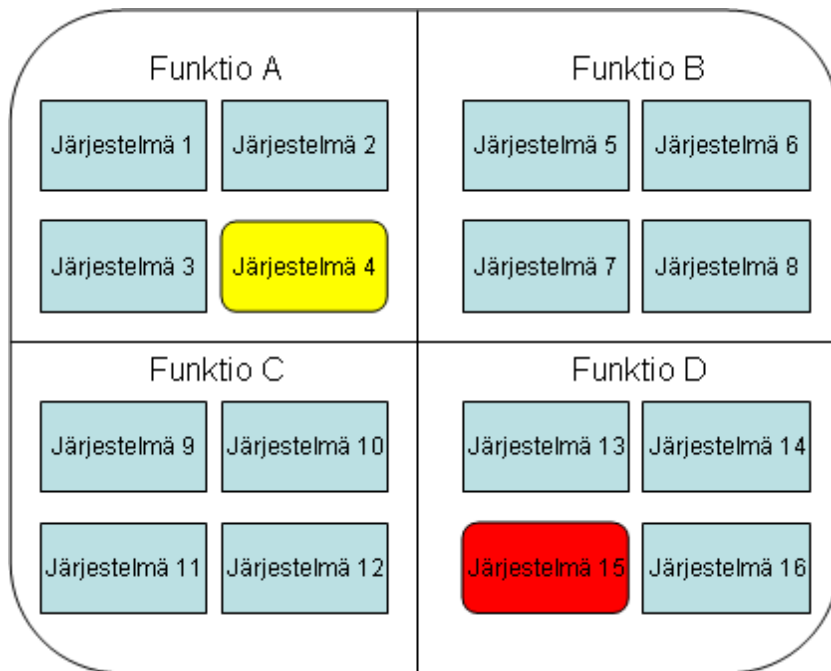 Funktio A
Järjestelmä 1
Järjestelmä 2
Järjestelmä 3
Järjestelmä 4
Funktio B
Järjestelmä 5
Järjestelmä 6
Järjestelmä 7
Järjestelmä 8
Funktio C
Järjestelmä 9
Järjestelmä 10
Järjestelmä 11
Järjestelmä 12
Funktio D
Järjestelmä 13
Järjestelmä 14
Järjestelmä 15
Järjestelmä 16